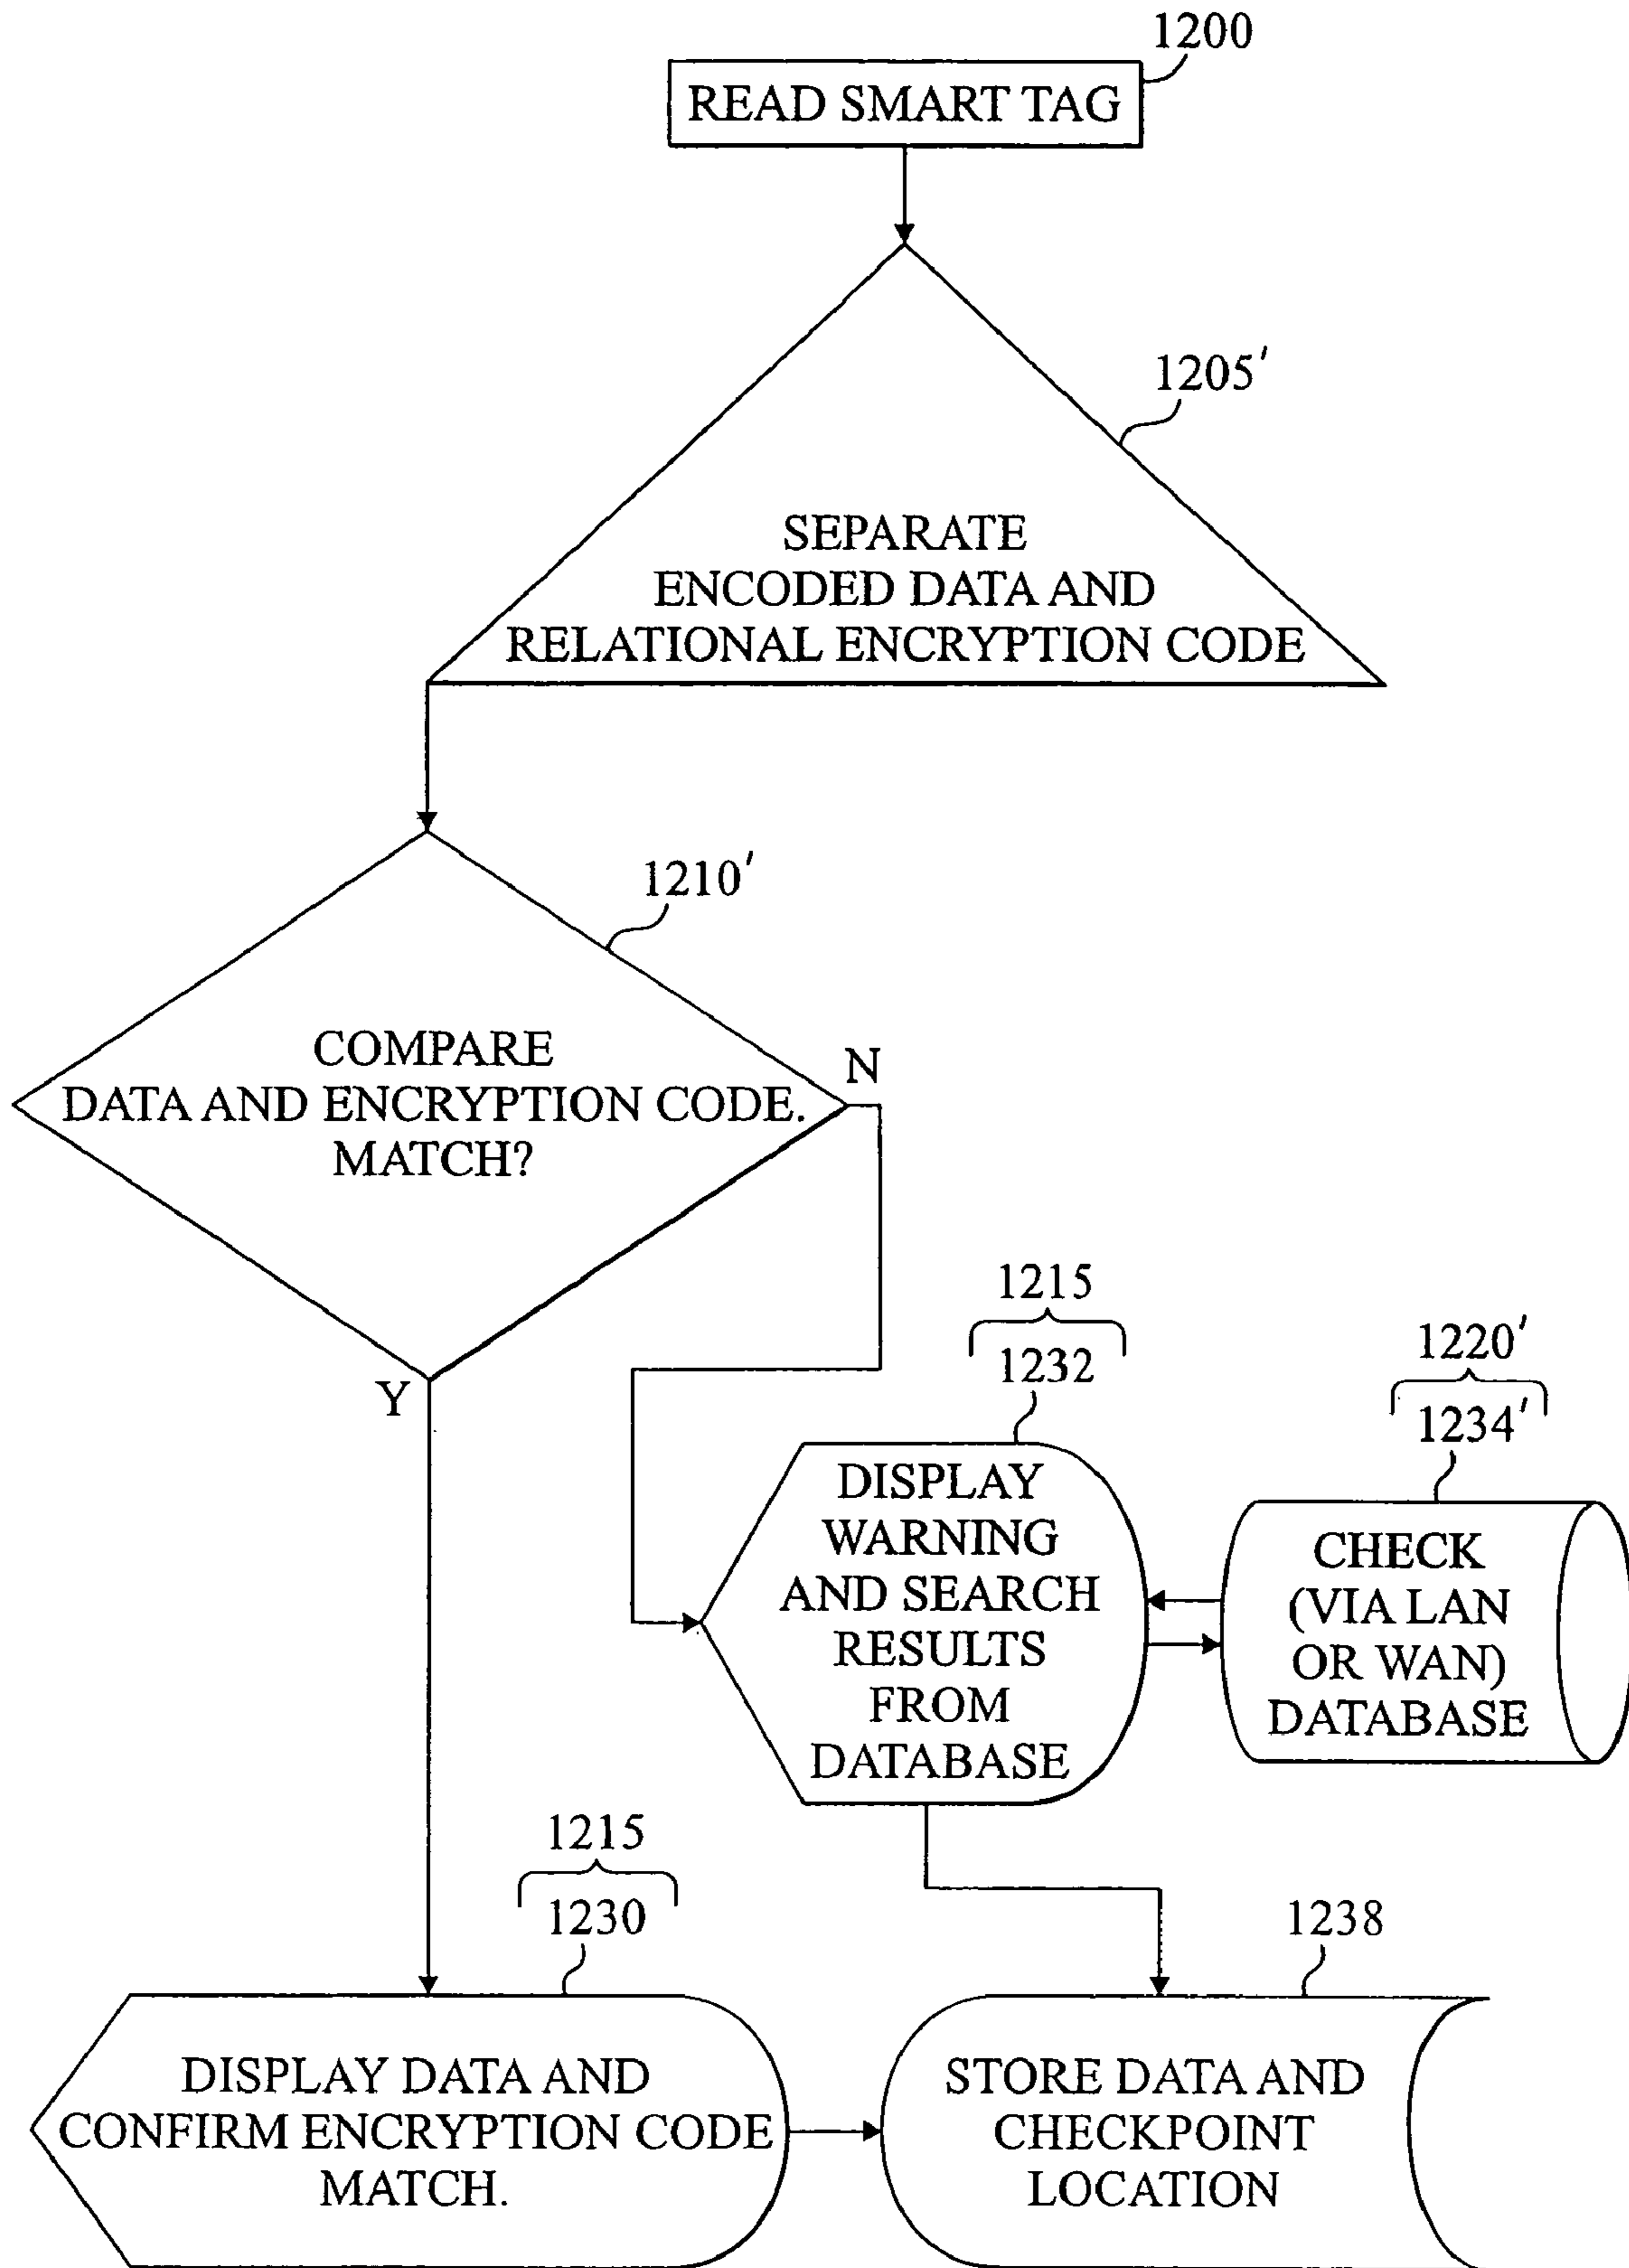 1200
READ SMART TAG
1205'
SEPARATE
ENCODED DATA AND
RELATIONAL ENCRYPTION CODE
1210'
COMPARE
DATA AND ENCRYPTION CODE.
MATCH?
N
Y
1215
1232
DISPLAY
WARNING
AND SEARCH
RESULTS
FROM
DATABASE
1220'
1234'
CHECK
(VIA LAN
OR WAN)
DATABASE
1215
1230
DISPLAY DATA AND
CONFIRM ENCRYPTION CODE
MATCH.
1238
STORE DATA AND
CHECKPOINT
LOCATION